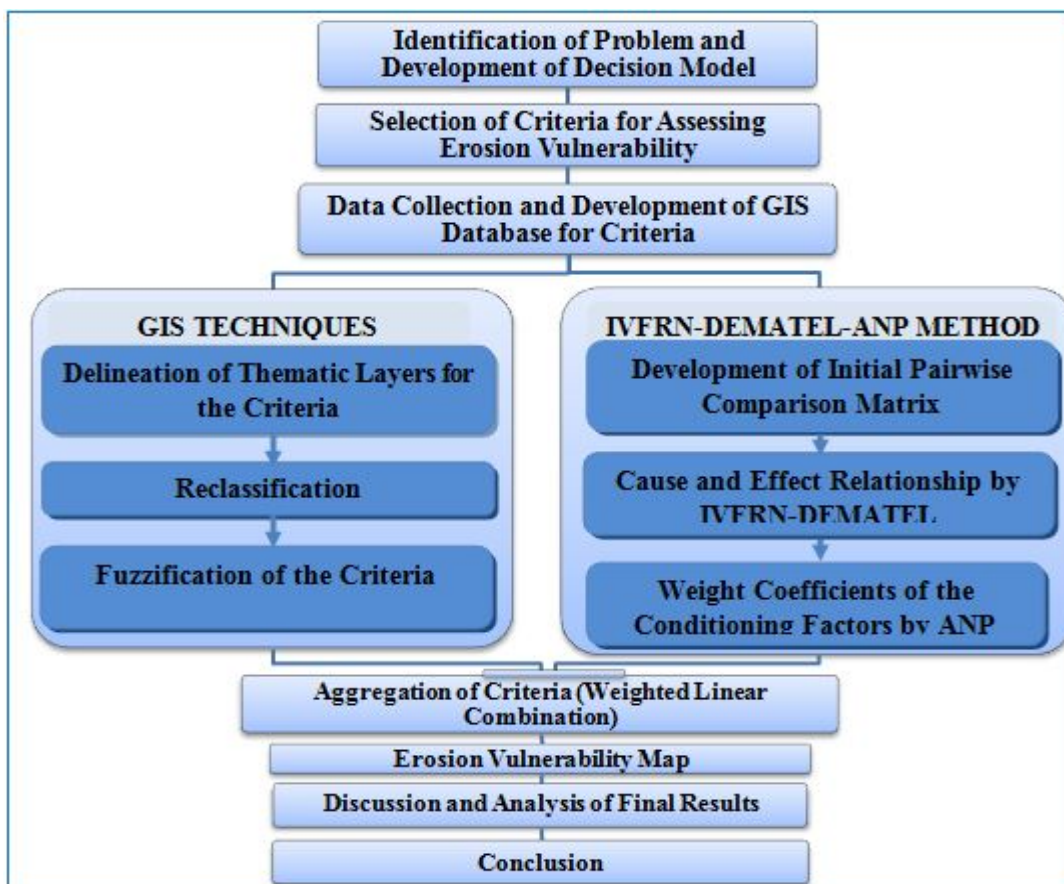 Identification of Problem and
Development of Decision Model
Selection of Criteria for Assessing
Erosion Vulnerability
Data Collection and Development of GIS
Database for Criteria
GIS TECHNIQUES
Delineation of Thematic Layers for
the Criteria
Reclassification
Fuzzification of the Criteria
IVFRN-DEMATEL-ANP METHOD
Development of Initial Pairwise
Comparison Matrix
Cause and Effect Relationship by
IVFRN-DEMATEL
Weight Coefficients of the
Conditioning Factors by ANP
Aggregation of Criteria (Weighted Linear
Combination)
Erosion Vulnerability Map
Discussion and Analysis of Final Results
Conclusion